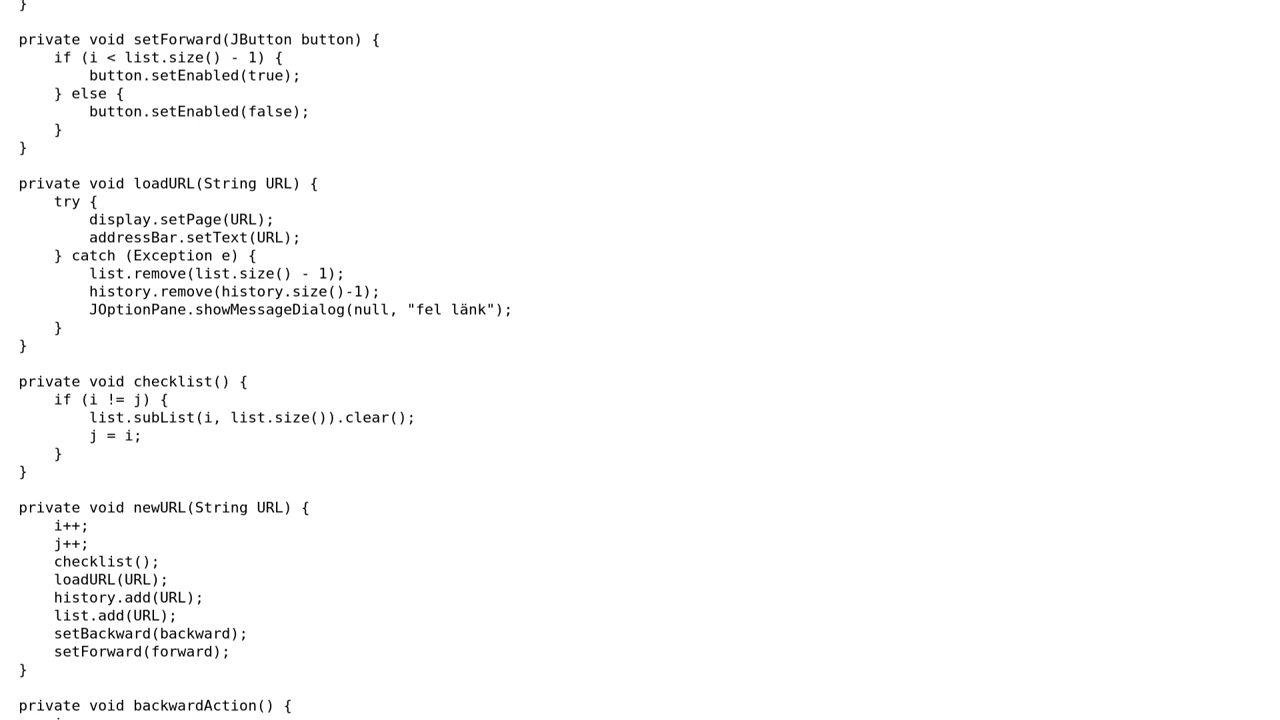 }
private void setForward(JButton button) {
    if (i < list.size() - 1) {
        button.setEnabled(true);
    } else {
        button.setEnabled(false);
    }
}
private void loadURL(String URL) {
    try {
        display.setPage(URL);
        addressBar.setText(URL);
    } catch (Exception e) {
        list.remove(list.size() - 1);
        history.remove(history.size()-1);
        JOptionPane.showMessageDialog(null, "fel länk");
    }
}
private void checklist() {
    if (i != j) {
        list.subList(i, list.size()).clear();
        j = i;
    }
}
private void newURL(String URL) {
    i++;
    j++;
    checklist();
    loadURL(URL);
    history.add(URL);
    list.add(URL);
    setBackward(backward);
    setForward(forward);
}
private void backwardAction() {